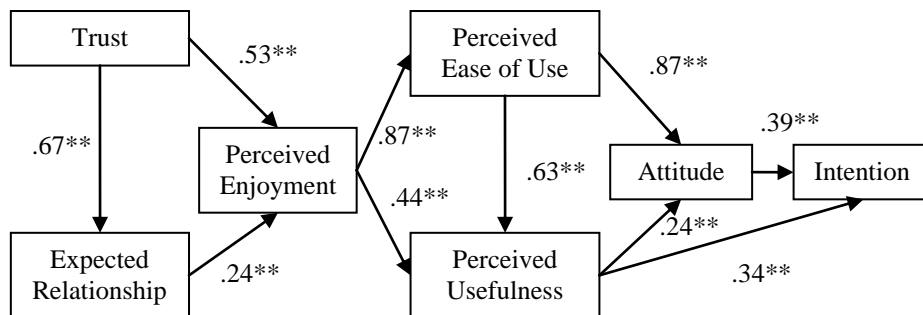 Trust
.53**
.67**
Expected
Relationship
.24**
Perceived
Enjoyment
.87**
.44**
Perceived
Ease of Use
.63**
Perceived
Usefulness
.87**
.24**
.34**
Attitude
.39**
Intention